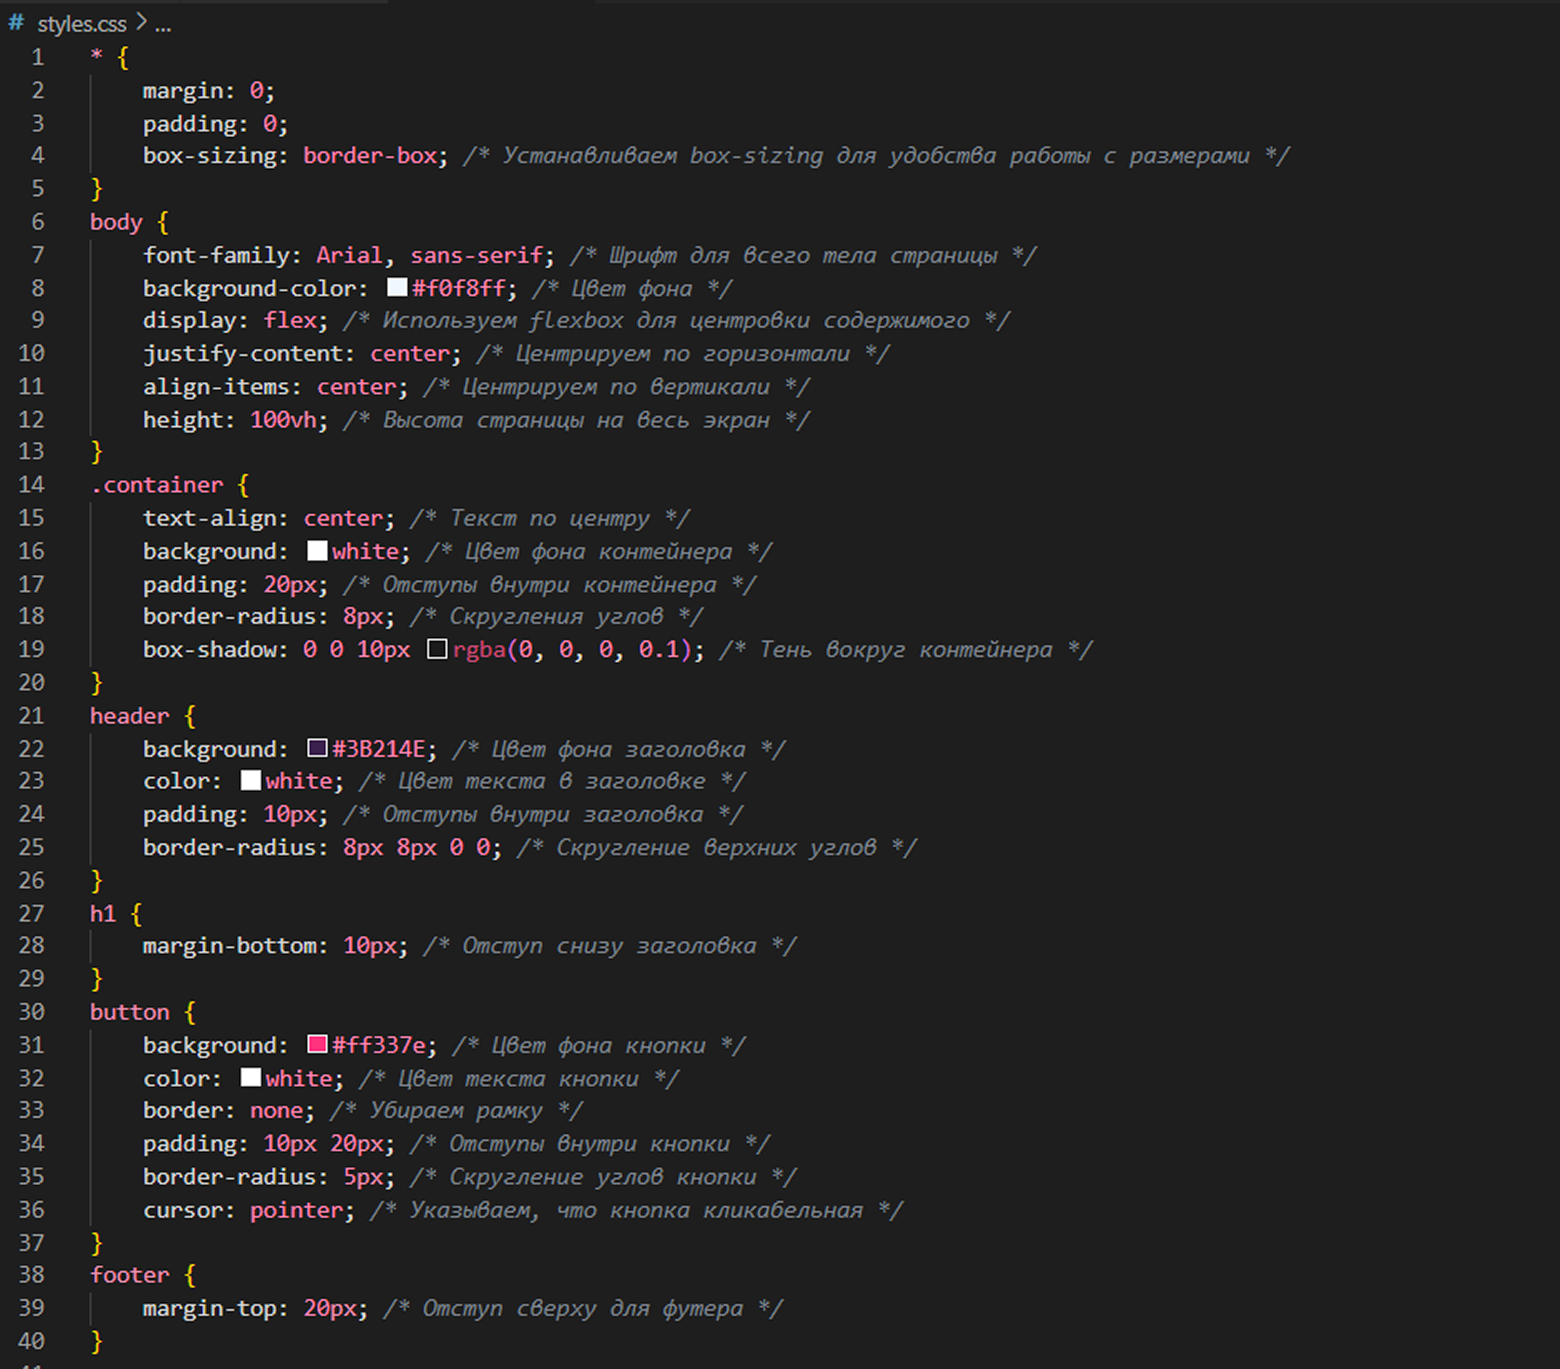 # styles.css > ...
1 * {
2 margin: 0;
3 padding: 0;
4 box-sizing: border-box; /* Устанавливаем box-sizing для удобства работы с размерами */
5 }
6 body {
7 font-family: Arial, sans-serif; /* Шрифт для всего тела страницы */
8 background-color: #f0f8ff; /* Цвет фона */
9 display: flex; /* Используем flexbox для центровки содержимого */
10 justify-content: center; /* Центрируем по горизонтали */
11 align-items: center; /* Центрируем по вертикали */
12 height: 100vh; /* Высота страницы на весь экран */
13 }
14 .container {
15 text-align: center; /* Текст по центру */
16 background: white; /* Цвет фона контейнера */
17 padding: 20px; /* Отступы внутри контейнера */
18 border-radius: 8px; /* Скругления углов */
19 box-shadow: 0 0 10px rgba(0, 0, 0, 0.1); /* Тень вокруг контейнера */
20 }
21 header {
22 background: #3B214E; /* Цвет фона заголовка */
23 color: white; /* Цвет текста в заголовке */
24 padding: 10px; /* Отступы внутри заголовка */
25 border-radius: 8px 8px 0 0; /* Скругление верхних углов */
26 }
27 h1 {
28 margin-bottom: 10px; /* Отступ снизу заголовка */
29 }
30 button {
31 background: #ff337e; /* Цвет фона кнопки */
32 color: white; /* Цвет текста кнопки */
33 border: none; /* Убираем рамку */
34 padding: 10px 20px; /* Отступы внутри кнопки */
35 border-radius: 5px; /* Скругление углов кнопки */
36 cursor: pointer; /* Указываем, что кнопка кликабельная */
37 }
38 footer {
39 margin-top: 20px; /* Отступ сверху для футера */
40 }